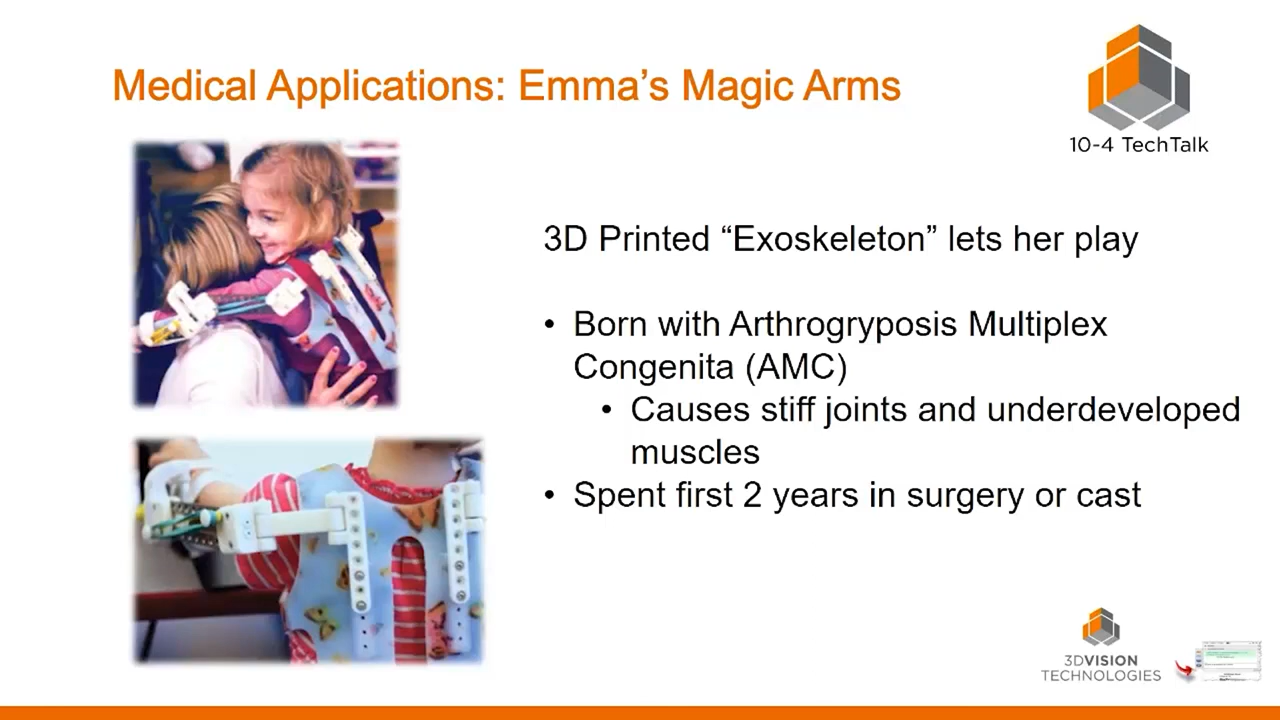 Medical Applications: Emma's Magic Arms
10-4 TechTalk
3D Printed “Exoskeleton” lets her play
• Born with Arthrogryposis Multiplex
Congenita (AMC)
• Causes stiff joints and underdeveloped
muscles
• Spent first 2 years in surgery or cast
3DVISION
TECHNOLOGIES